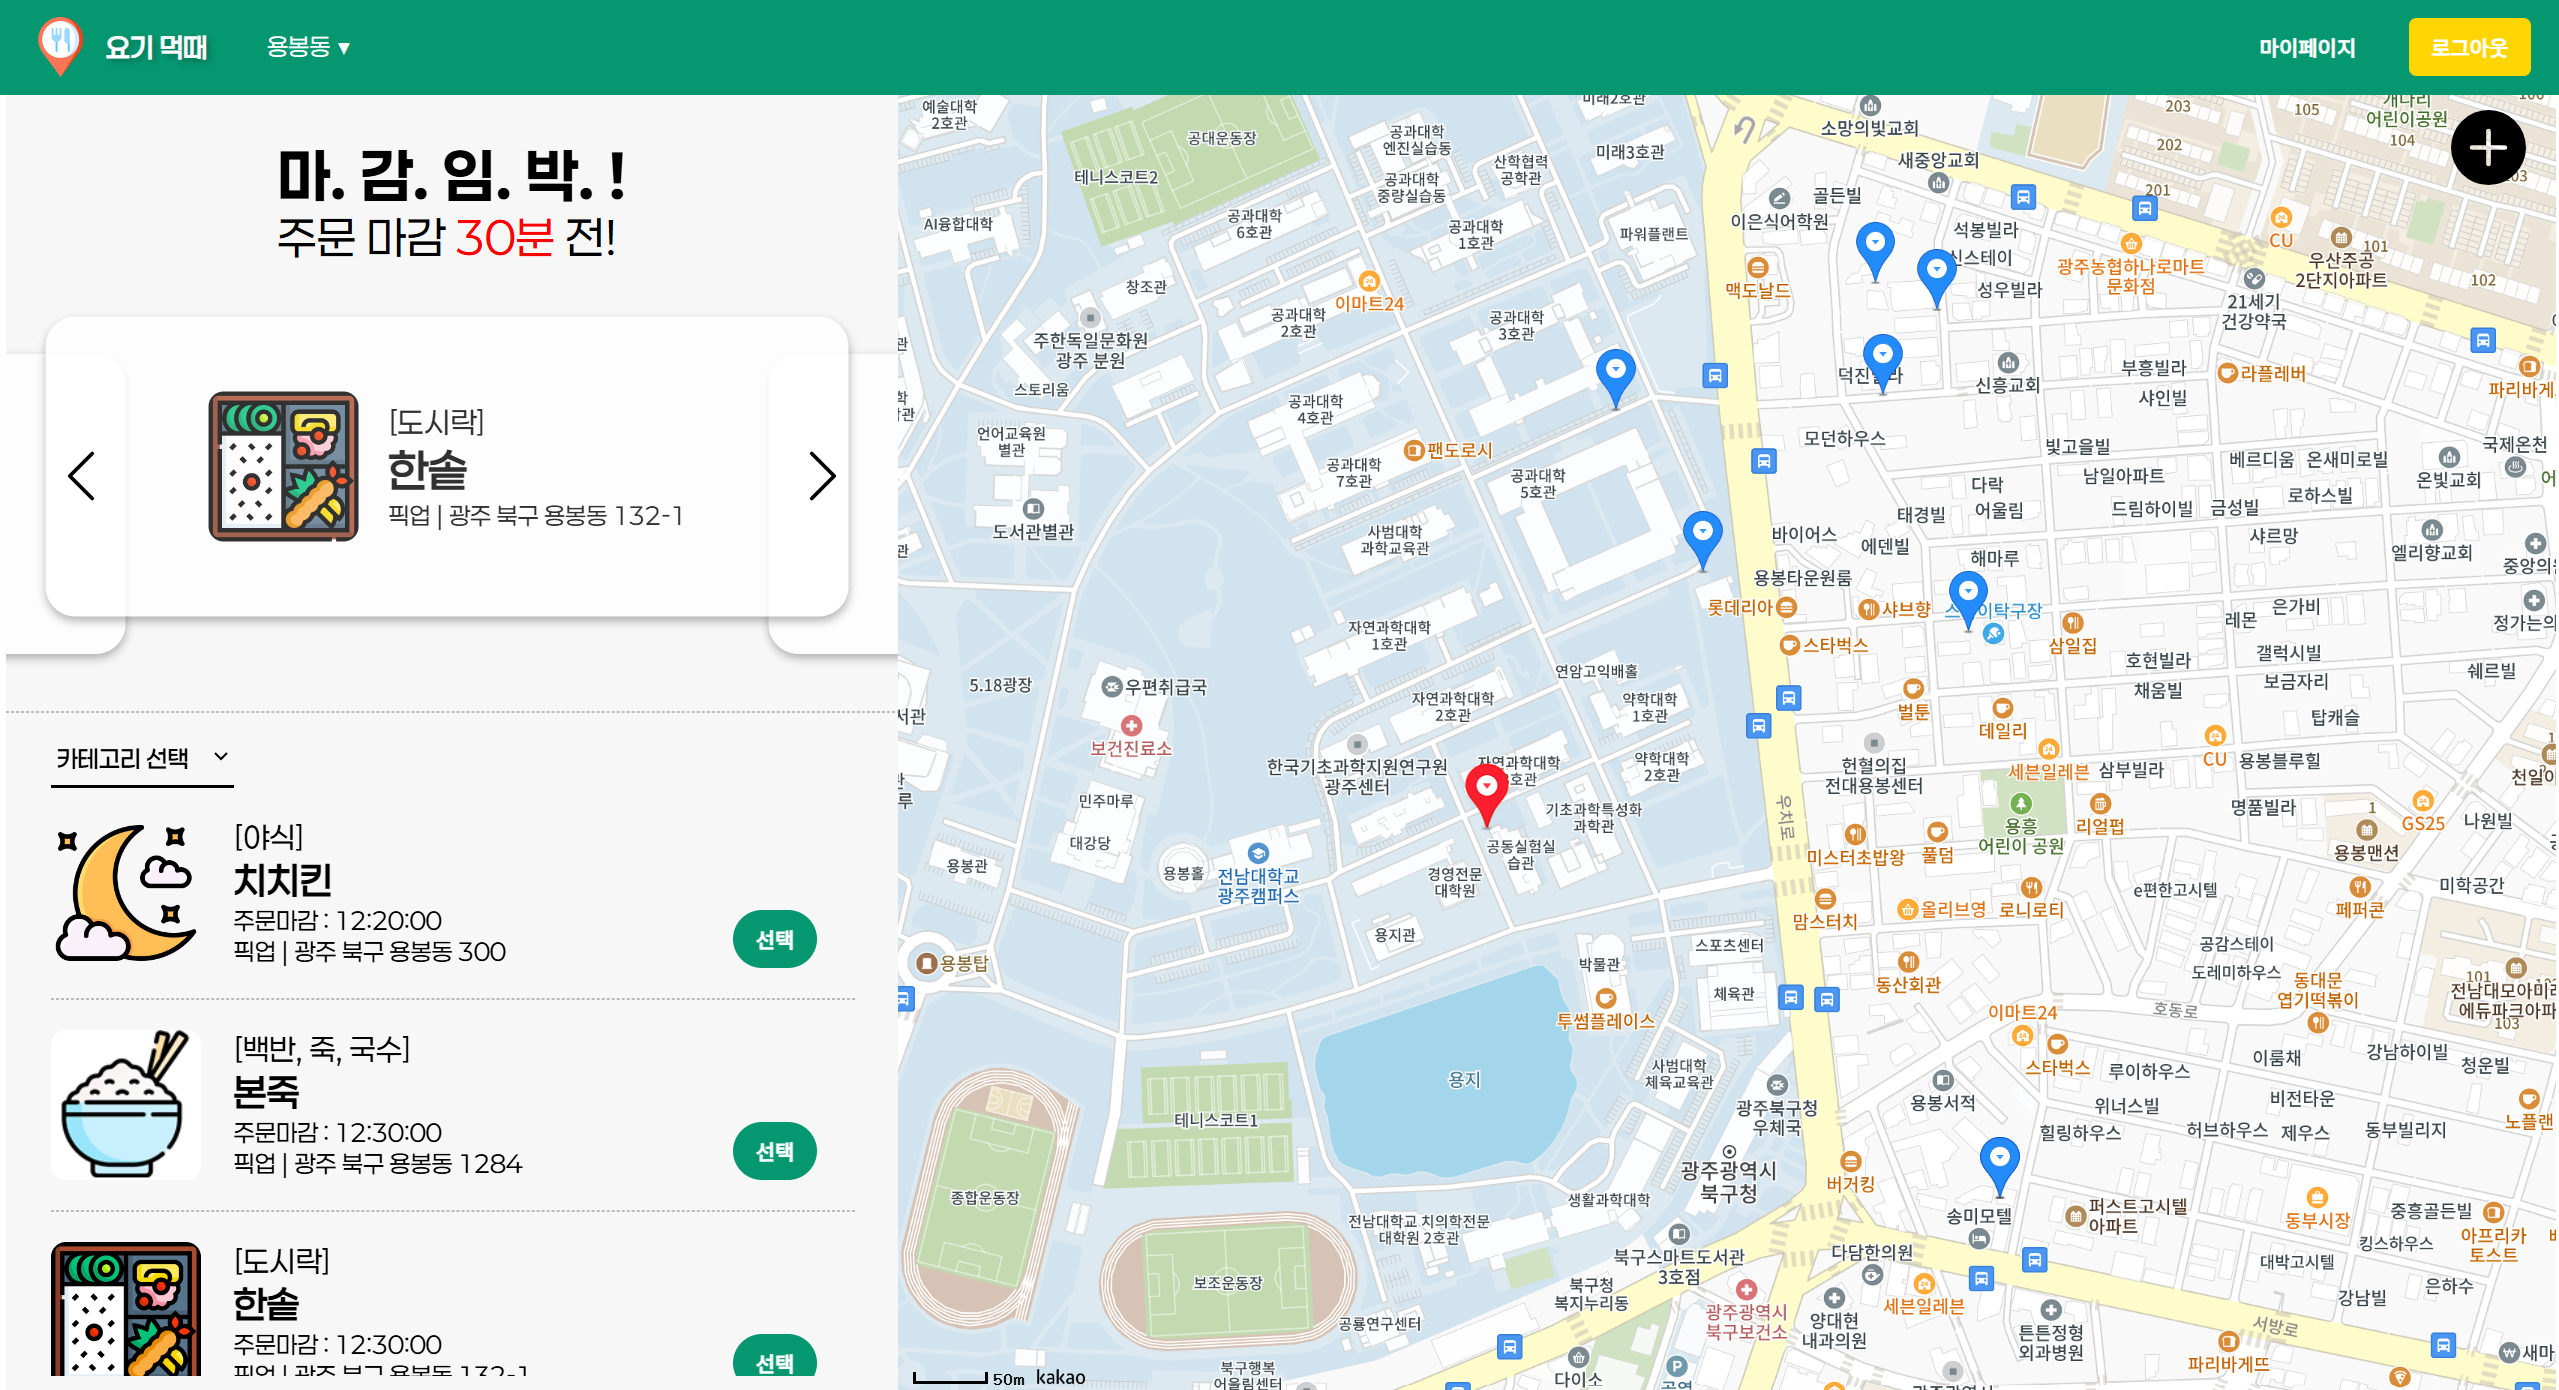 요기 먹때
용봉동 ▼
마이페이지
로그아웃
마. 감. 임. 박. !
주문 마감 30분 전!
[도시락]
한솥
픽업 | 광주 북구 용봉동 132-1
카테고리 선택
[야식]
치치킨
주문마감 : 12:20:00
픽업 | 광주 북구 용봉동 300
선택
[백반, 죽, 국수]
본죽
주문마감 : 12:30:00
픽업 | 광주 북구 용봉동 1284
선택
[도시락]
한솥
주문마감 : 12:30:00
픽업 | 광주 북구 용봉동 132-1
선택
예술대학
2호관
공대운동장
테니스코트2
공과대학
엔진실습동
공과대학
중량실습동
산학협력
공학관
미래2호관
미래3호관
소망의빛교회
새중앙교회
203
202
201
105
104
103
개나리
어린이공원
AI융합대학
공과대학
6호관
공과대학
1호관
파워플랜트
이은식어학원
골든빌
석봉빌라
신스테이
성우빌라
광주농협하나로마트
문화점
CU
우산주공
2단지아파트
101
102
21세기
건강약국
창조관
이마트24
맥도날드
주한독일문화원
광주 분원
공과대학
2호관
공과대학
3호관
스토리움
공과대학
4호관
신흥교회
부흥빌라
샤인빌
라플레버
파리바게
언어교육원
별관
공과대학
7호관
팬도로시
공과대학
5호관
모던하우스
빛고을빌
남일아파트
베르디움
온새미로빌
국제온천
온빛교회
다락
어울림
드림하이빌
금성빌
로하스빌
태경빌
도서관별관
사범대학
과학교육관
바이어스
에덴빌
해마루
샤르망
엘리향교회
용봉타운원룸
롯데리아
샤브향
삼일집
은가비
레몬
스타벅스
자연과학대학
1호관
연암고익배홀
호현빌라
갤럭시빌
채움빌
보금자리
쉐르빌
5.18광장
우편취급국
보건진료소
자연과학대학
2호관
약학대학
1호관
벌툰
데일리
탑캐슬
세븐일레븐
삼부빌라
CU
용봉블루힐
한국기초과학지원연구원
광주센터
약학대학
2호관
헌혈의집
전대용봉센터
민주마루
대강당
기초과학특성화
과학관
우치로
용흥
어린이 공원
리얼펍
명품빌라
1
용봉맨션
GS25
나원빌
용봉관
용봉홀
전남대학교
광주캠퍼스
경영전문
대학원
공동실험실
습관
미스터초밥왕
풀덤
맘스터치
올리브영
로니로티
e편한고시텔
페퍼콘
미학공간
용봉탑
용지관
박물관
스포츠센터
체육관
동산회관
공감스테이
도레미하우스
동대문
엽기떡볶이
101
103
투썸플레이스
이마트24
호동로
스타벅스
루이하우스
이룸채
강남하이빌
청운빌
용지
사범대학
체육교육관
광주북구청
우체국
용봉서적
위너스빌
비전타운
힐링하우스
허브하우스
제우스
동부빌리지
노플랜
테니스코트1
종합운동장
광주광역시
북구청
버거킹
송미모텔
퍼스트고시텔
아파트
동부시장
중흥골든빌
아프리카
토스트
전남대학교 치의학전문
대학원 2호관
생활과학대학
보조운동장
북구스마트도서관
3호점
다담한의원
대박고시텔
킹스하우스
은하수
강남빌
북구청
복지누리동
광주광역시
북구보건소
양대현
내과의원
세븐일레븐
튼튼정형
외과병원
서방로
파리바게뜨
공룡연구센터
북구행복
어울림센터
다이소
50m
kakao